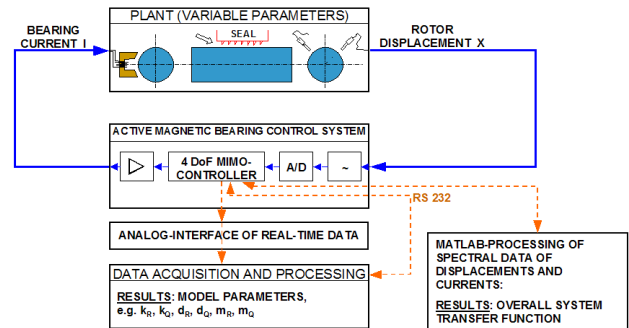 PLANT (VARIABLE PARAMETERS)
BEARING
CURRENT I
SEAL
ROTOR
DISPLACEMENT X
ACTIVE MAGNETIC BEARING CONTROL SYSTEM
4 DoF MIMO-
CONTROLLER
A/D
~
RS 232
ANALOG-INTERFACE OF REAL-TIME DATA
DATA ACQUISITION AND PROCESSING
RESULTS: MODEL PARAMETERS,
e.g. kR, kQ, dR, dQ, mR, mQ
MATLAB-PROCESSING OF
SPECTRAL DATA OF
DISPLACEMENTS AND
CURRENTS:
RESULTS: OVERALL SYSTEM
TRANSFER FUNCTION